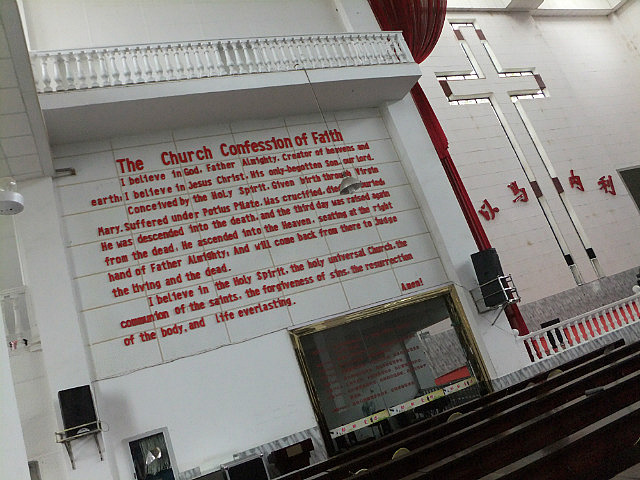 The Church Confession of Faith
I believe in God, Father Almighty, Creator of heavens and
earth; I believe in Jesus Christ, His only-begotten Son, our lord.
Conceived by the Holy Spirit, Given birth through Virgin
Mary, Suffered under Potius Pilate, Was crucified, died, buried
He was descended into the death, and the third day was raised again
from the dead, He ascended into the Heaven, seating at the right
hand of Father Almighty; And will come back from there to Judge
the living and the dead.
I believe in the Holy Spirit, the holy universal Church, the
communion of the saints, the forgiveness of sins, the resurrection
of the body, and life everlasting.
Amen!
以马内利